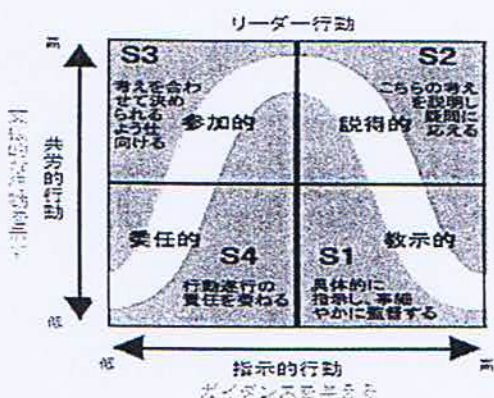 リーダー行動
高
S3
考えを合わ
せて決め
られる
よう仕
向ける
参加的
S2
こちらの考え
を説明し
疑問に
応える
説得的
共労的行動
委任的
S4
行動遂行の
責任を委ねる
教示的
S1
具体的に
指示し、事細
やかに監督する
低
低
高
指示的行動